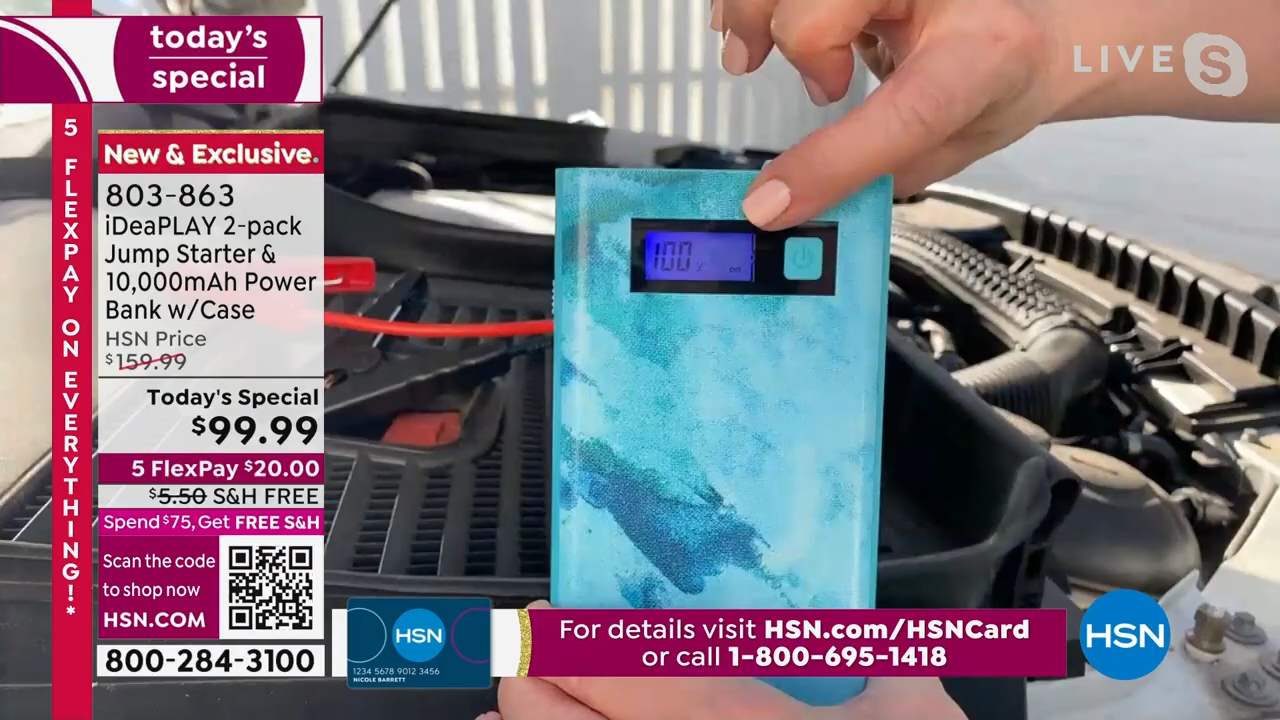 today's
special
5 FLEXPAY ON EVERYTHING!*
New & Exclusive.
803-863
iDeaPLAY 2-pack
Jump Starter &
10,000mAh Power
Bank w/Case
HSN Price
$159.99
Today's Special
$99.99
5 FlexPay $20.00
$5.50 S&H FREE
Spend $75, Get FREE S&H
Scan the code
to shop now
HSN.COM
800-284-3100
LIVE S
100 %
HSN
1234 5678 9012 3456
NICOLE BARRETT
For details visit HSN.com/HSNCard
or call 1-800-695-1418
HSN